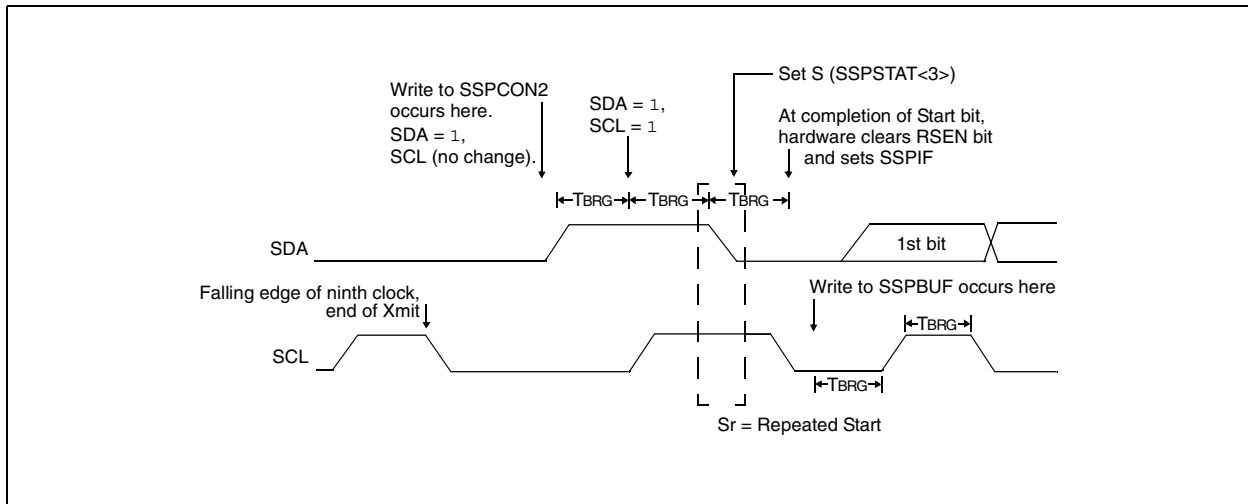 Write to SSPCON2
occurs here.
SDA = 1,
SCL (no change).
SDA = 1,
SCL = 1
Set S (SSPSTAT<3>)
At completion of Start bit,
hardware clears RSEN bit
and sets SSPIF
TBRG
TBRG
TBRG
SDA
1st bit
Falling edge of ninth clock,
end of Xmit
Write to SSPBUF occurs here
TBRG
SCL
TBRG
Sr = Repeated Start